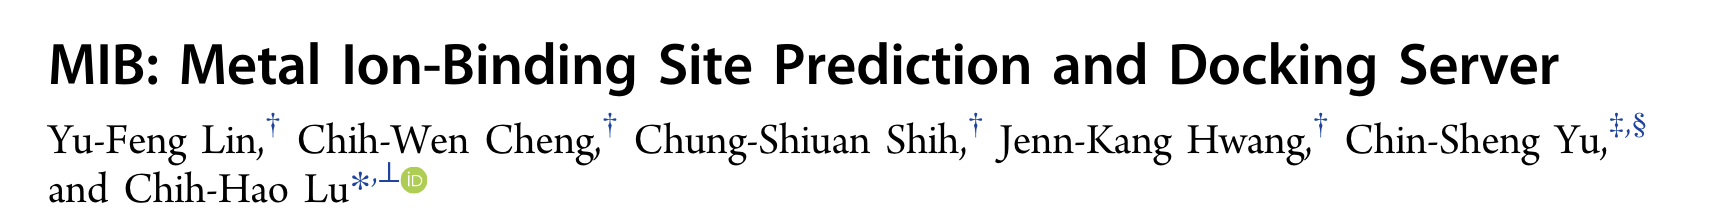 MIB: Metal Ion-Binding Site Prediction and Docking Server
Yu-Feng Lin,† Chih-Wen Cheng,† Chung-Shiuan Shih,† Jenn-Kang Hwang,† Chin-Sheng Yu,‡,§
and Chih-Hao Lu*,⊥ iD